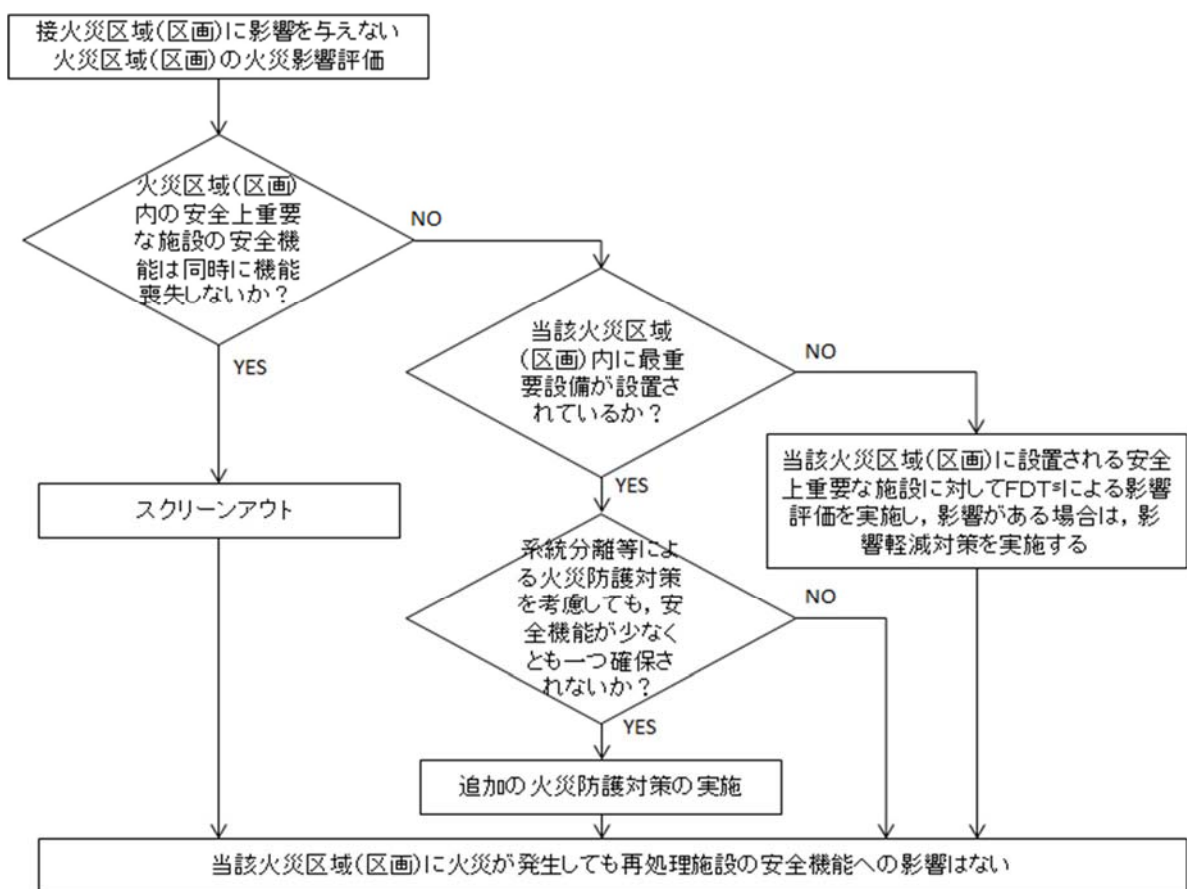 接火災区域(区画)に影響を与えない
火災区域(区画)の火災影響評価
火災区域(区画)
内の安全上重要
な施設の安全機
能は同時に機能
喪失しないか？
NO
YES
当該火災区域
(区画)内に最重
要設備が設置さ
れているか？
NO
YES
スクリーンアウト
当該火災区域(区画)に設置される安全
上重要な施設に対してFDTˢによる影響
評価を実施し，影響がある場合は，影
響軽減対策を実施する
系統分離等によ
る火災防護対策
を考慮しても，安
全機能が少なく
とも一つ確保さ
れないか？
NO
YES
追加の火災防護対策の実施
当該火災区域(区画)に火災が発生しても再処理施設の安全機能への影響はない